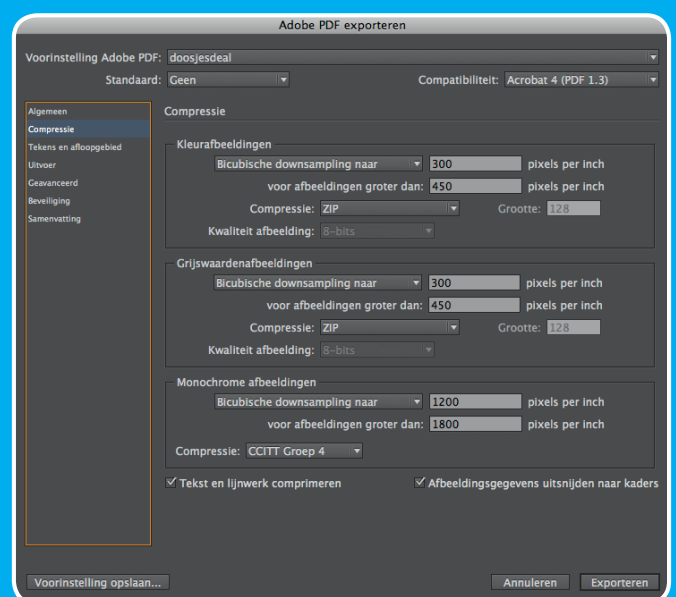 Adobe PDF exporteren
Voorinstelling Adobe PDF: doosjesdeal
Standaard: Geen Compatibiliteit: Acrobat 4 (PDF 1.3)
Algemeen
Compressie
Tekens en afloopgebied
Uitvoer
Geavanceerd
Beveiliging
Samenvatting
Compressie
Kleurafbeeldingen
Bicubische downsampling naar 300 pixels per inch
voor afbeeldingen groter dan: 450 pixels per inch
Compressie: ZIP Grootte: 128
Kwaliteit afbeelding: 8-bits
Grijswaardenafbeeldingen
Bicubische downsampling naar 300 pixels per inch
voor afbeeldingen groter dan: 450 pixels per inch
Compressie: ZIP Grootte: 128
Kwaliteit afbeelding: 8-bits
Monochrome afbeeldingen
Bicubische downsampling naar 1200 pixels per inch
voor afbeeldingen groter dan: 1800 pixels per inch
Compressie: CCITT Groep 4
Tekst en lijnwerk comprimeren Afbeeldingsgegevens uitsnijden naar kaders
Voorinstelling opslaan... Annuleren Exporteren